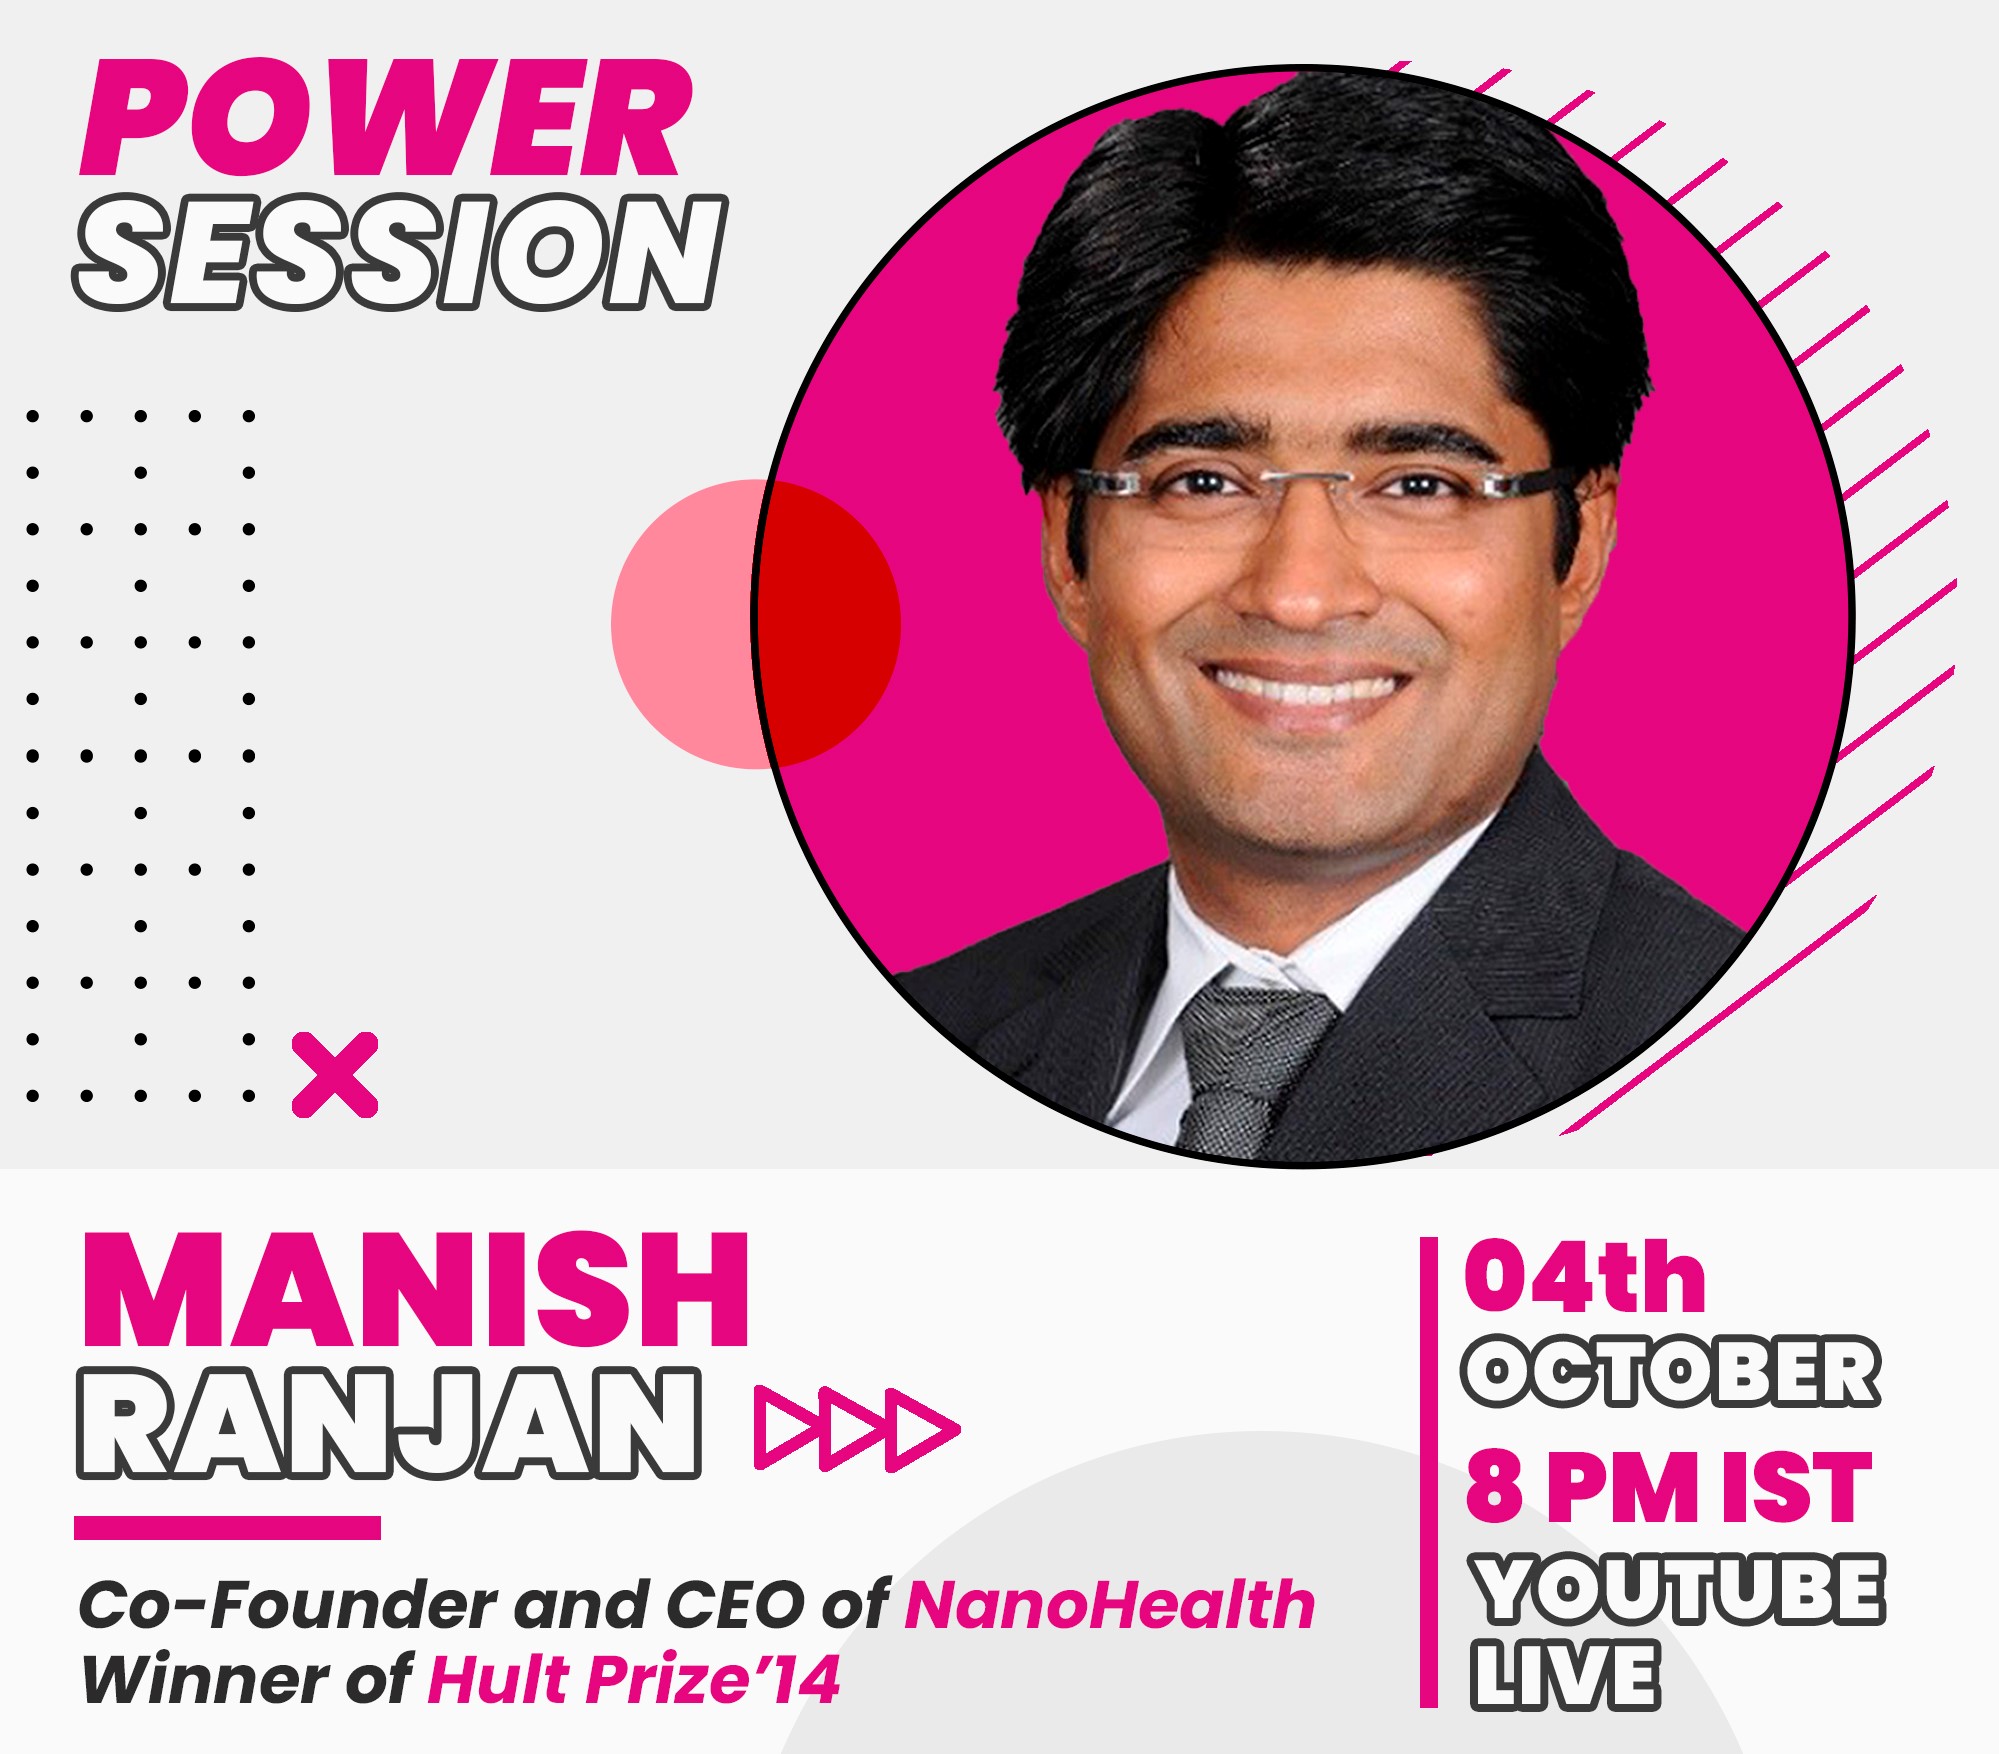 POWER
SESSION
MANISH
RANJAN
Co-Founder and CEO of NanoHealth
Winner of Hult Prize'14
04th
OCTOBER
8 PM IST
YOUTUBE
LIVE